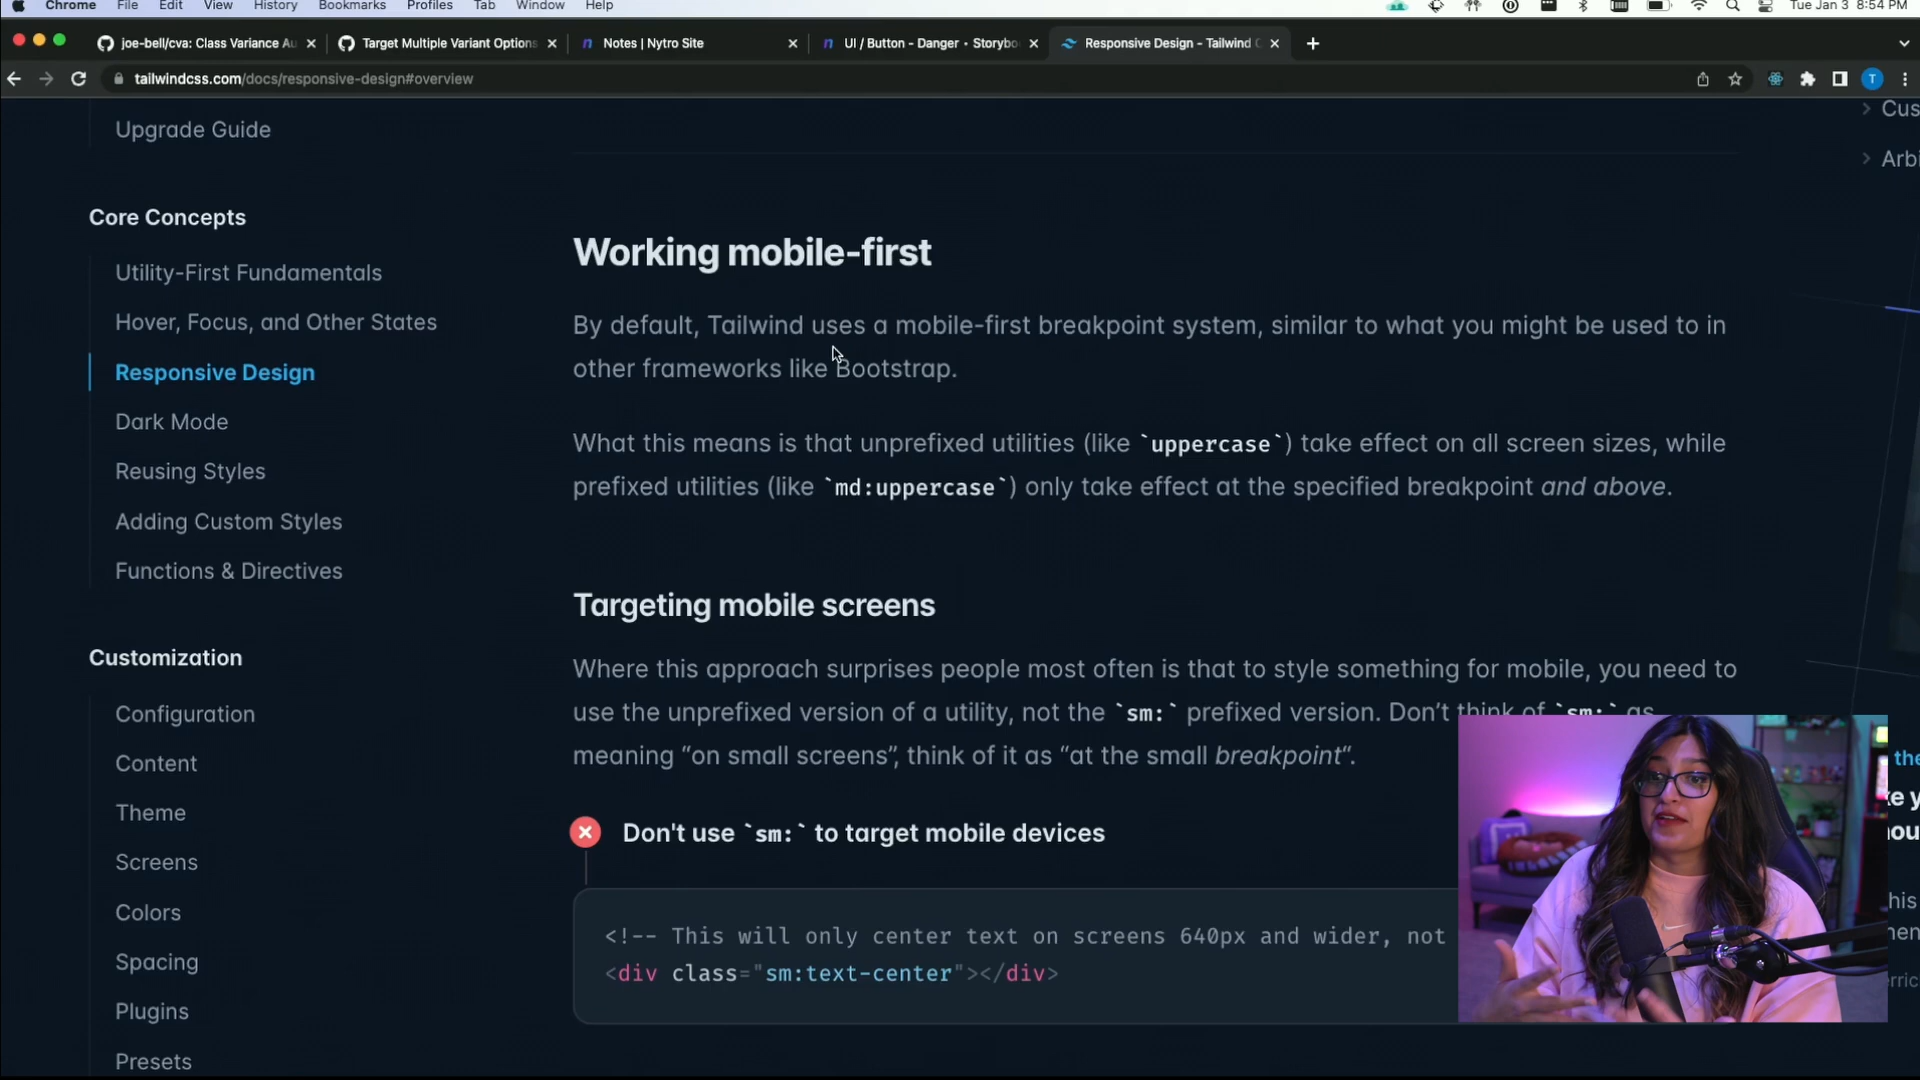 Chrome File Edit View History Bookmarks Profiles Tab Window Help Tue Jan 3 8:54 PM
joe-bell/cva: Class Variance Au
Target Multiple Variant Options
Notes | Nytro Site
UI / Button - Danger • Storybo
Responsive Design - Tailwind C
tailwindcss.com/docs/responsive-design#overview
T
Upgrade Guide
Core Concepts
Utility-First Fundamentals
Hover, Focus, and Other States
Responsive Design
Dark Mode
Reusing Styles
Adding Custom Styles
Functions & Directives
Customization
Configuration
Content
Theme
Screens
Colors
Spacing
Plugins
Presets
Working mobile-first
By default, Tailwind uses a mobile-first breakpoint system, similar to what you might be used to in
other frameworks like Bootstrap.
What this means is that unprefixed utilities (like `uppercase`) take effect on all screen sizes, while
prefixed utilities (like `md:uppercase`) only take effect at the specified breakpoint and above.
Targeting mobile screens
Where this approach surprises people most often is that to style something for mobile, you need to
use the unprefixed version of a utility, not the `sm:` prefixed version. Don’t think of `sm:` as
meaning “on small screens”, think of it as “at the small breakpoint“.
Don't use `sm:` to target mobile devices
<!-- This will only center text on screens 640px and wider, not
<div class="sm:text-center"></div>
Cus
Arbi
the